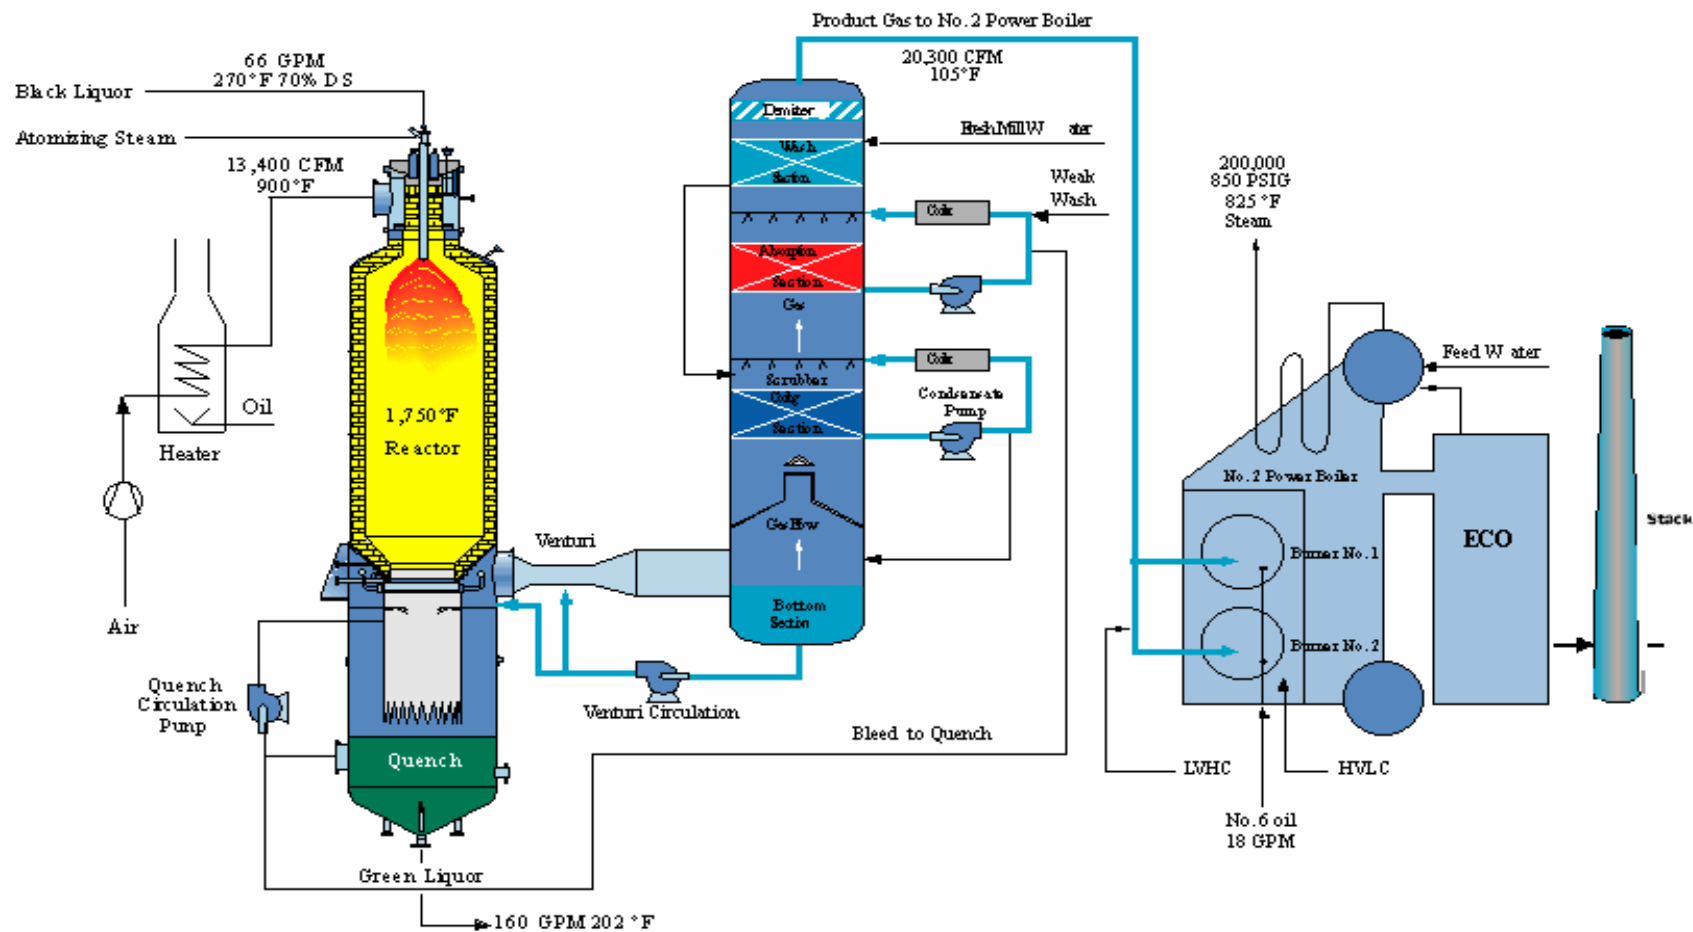 Product Gas to No. 2 Power Boiler
66 GPM
270°F 70% DS
20,300 CFM
105°F
Black Liquor
Atomizing Steam
Demister
Fresh Mill W ater
Wash
Section
13,400 CFM
900°F
Weak
Wash
200,000
850 PSIG
825 °F
Steam
Absorption
Section
Gas
Scrubber
Section
Condensate
Pump
Feed W ater
Oil
Heater
1,750°F
Reactor
No. 2 Power Boiler
Gas Flow
Stack
ECO
Venturi
Burner No. 1
Air
Bottom
Section
Burner No. 2
Quench
Circulation
Pump
Venturi Circulation
Bleed to Quench
Quench
LVHC
HVLC
No. 6 oil
18 GPM
Green Liquor
160 GPM 202 °F